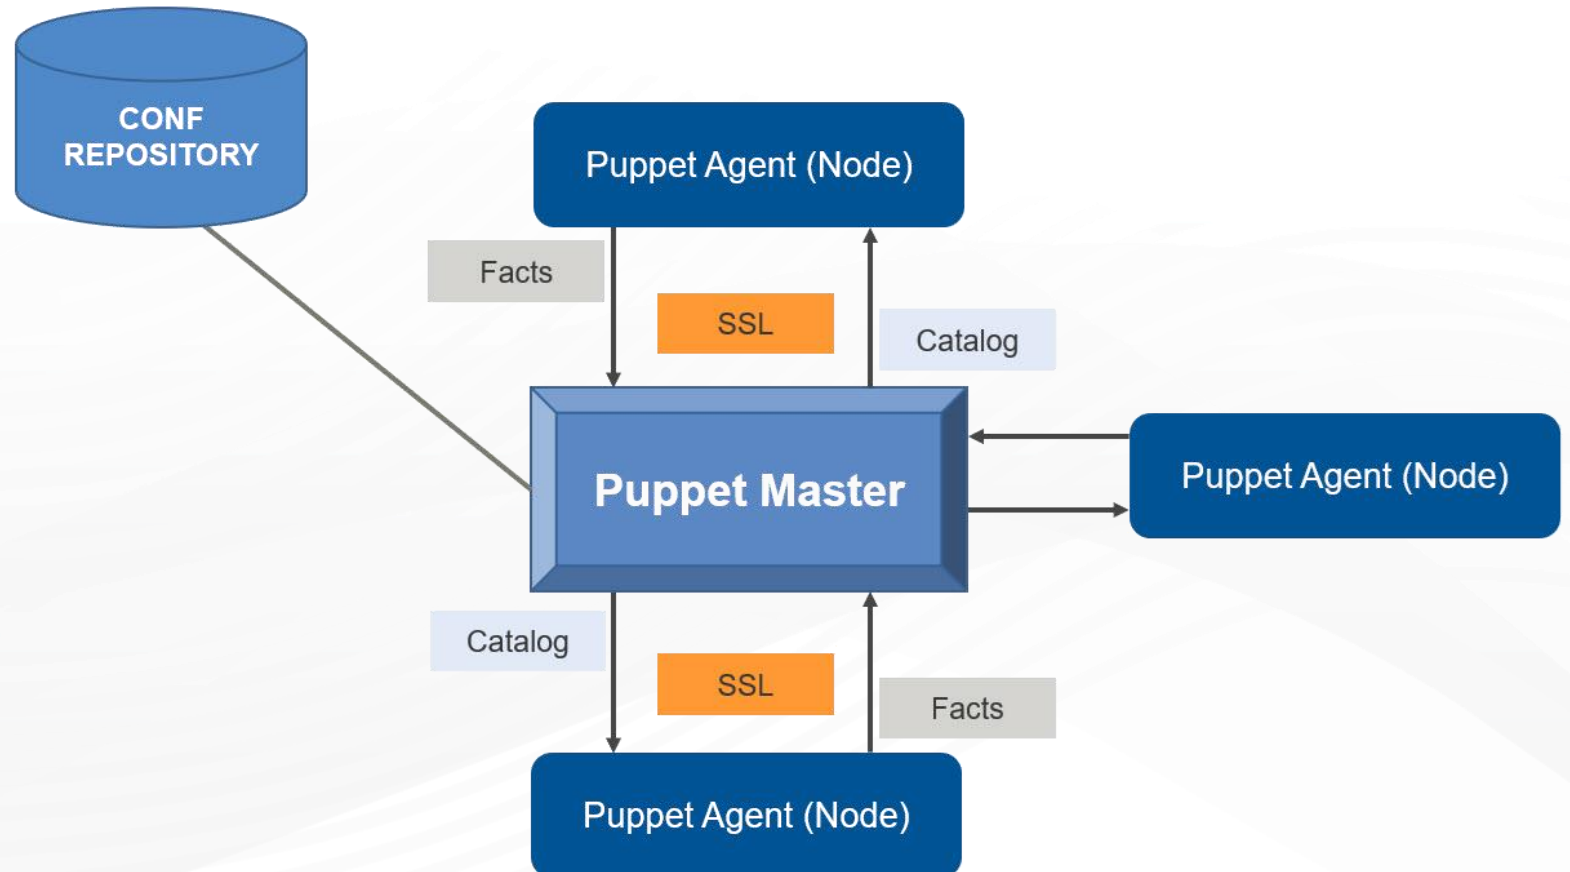 CONF
REPOSITORY
Puppet Agent (Node)
Facts
SSL
Catalog
Puppet Master
Puppet Agent (Node)
Catalog
SSL
Facts
Puppet Agent (Node)